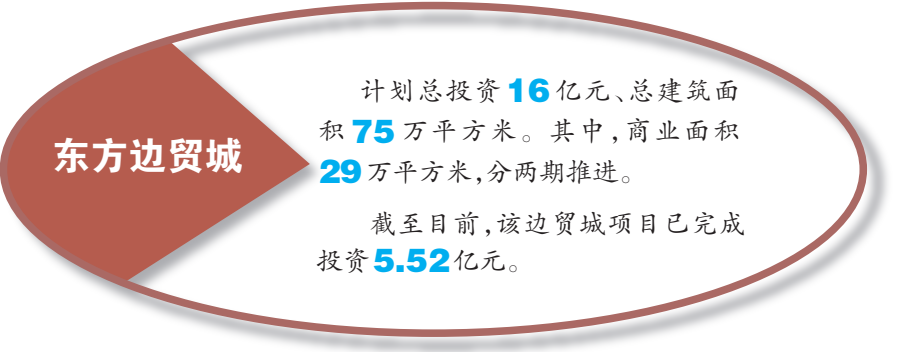 东方边贸城
计划总投资16亿元、总建筑面
积75万平方米。其中,商业面积
29万平方米,分两期推进。
截至目前,该边贸城项目已完成
投资5.52亿元。